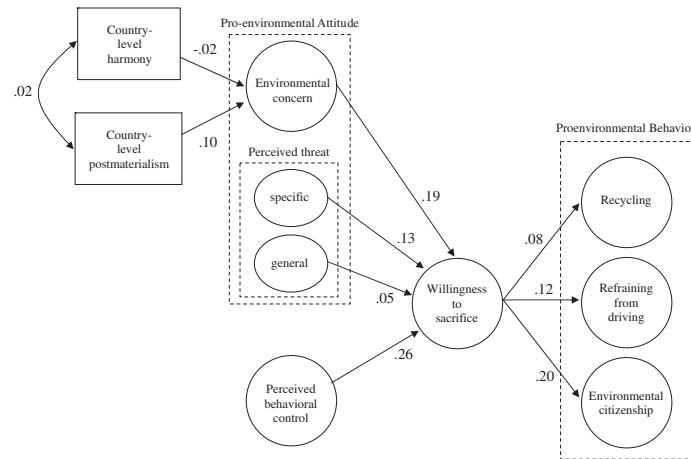 Country-
level
harmony
-.02
.02
Country-
level
postmaterialism
.10
Pro-environmental Attitude
Environmental
concern
Perceived threat
specific
general
.19
.13
.05
.26
Perceived
behavioral
control
Willingness
to
sacrifice
Proenvironmental Behavio
.08
.12
.20
Recycling
Refraining
from
driving
Environmental
citizenship